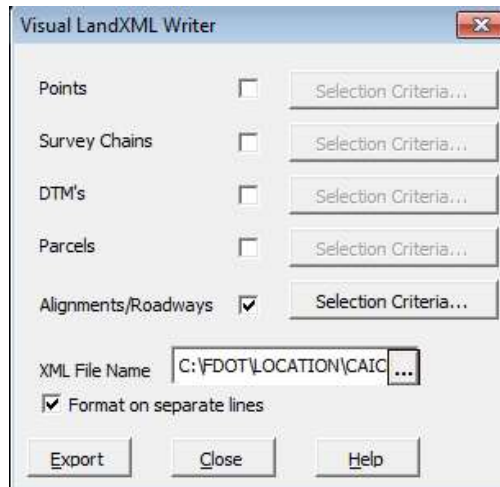 Visual LandXML Writer
Points Selection Criteria...
Survey Chains Selection Criteria...
DTM's Selection Criteria...
Parcels Selection Criteria...
Alignments/Roadways Selection Criteria...
XML File Name C:\FDOT\LOCATION\CAIC ...
Format on separate lines
Export Close Help